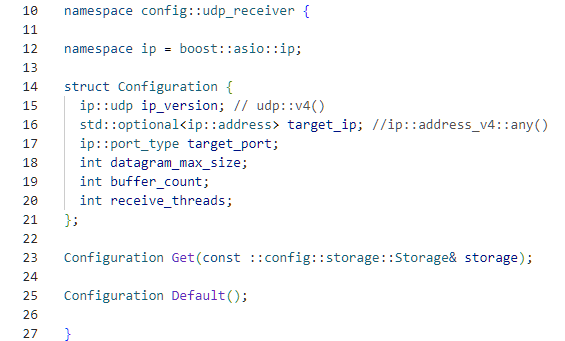 10 namespace config::udp_receiver {
11
12 namespace ip = boost::asio::ip;
13
14 struct Configuration {
15   ip::udp ip_version; // udp::v4()
16   std::optional<ip::address> target_ip; //ip::address_v4::any()
17   ip::port_type target_port;
18   int datagram_max_size;
19   int buffer_count;
20   int receive_threads;
21 };
22
23 Configuration Get(const ::config::storage::Storage& storage);
24
25 Configuration Default();
26
27 }